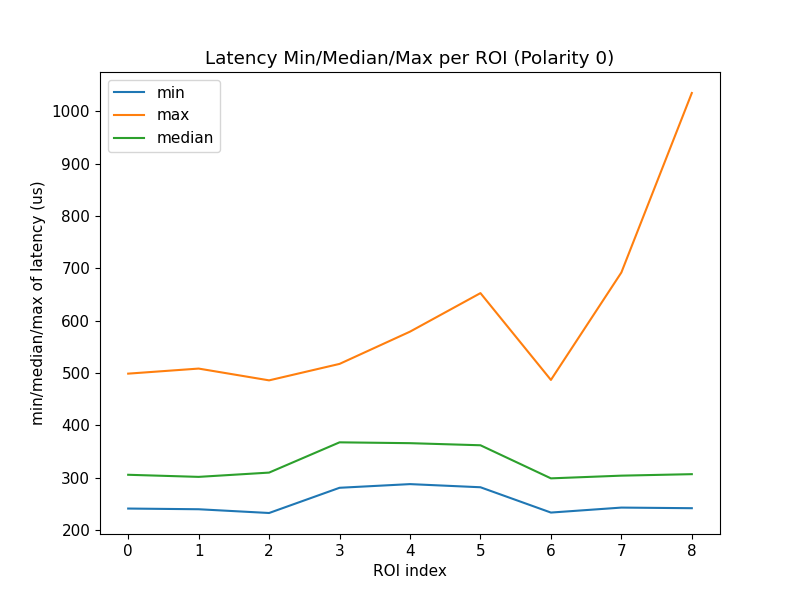 Latency Min/Median/Max per ROI (Polarity 0)
min
max
median
min/median/max of latency (us)
1000
900
800
700
600
500
400
300
200
0 1 2 3 4 5 6 7 8
ROI index